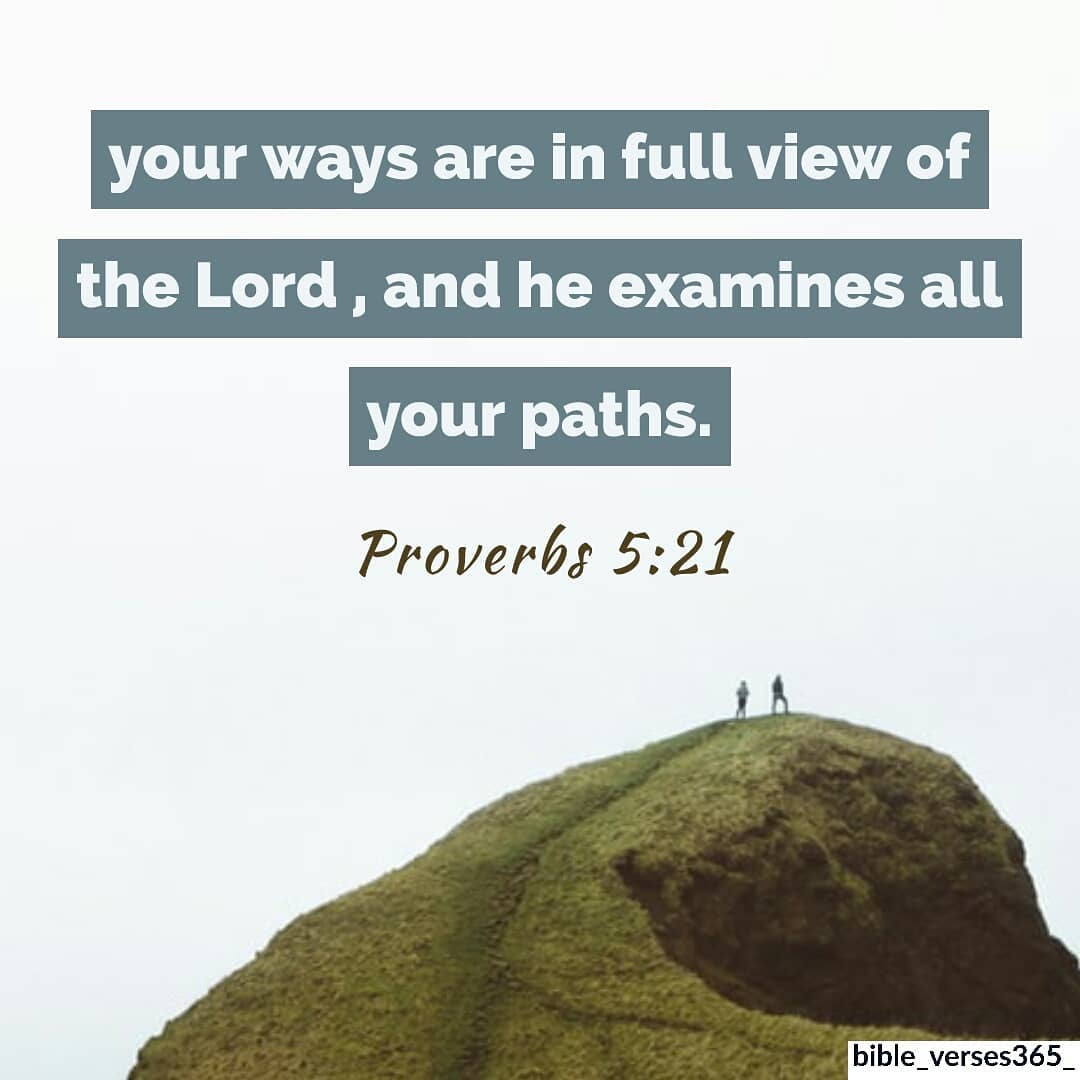 your ways are in full view of
the Lord , and he examines all
your paths.
Proverbs 5:21
bible_verses365_